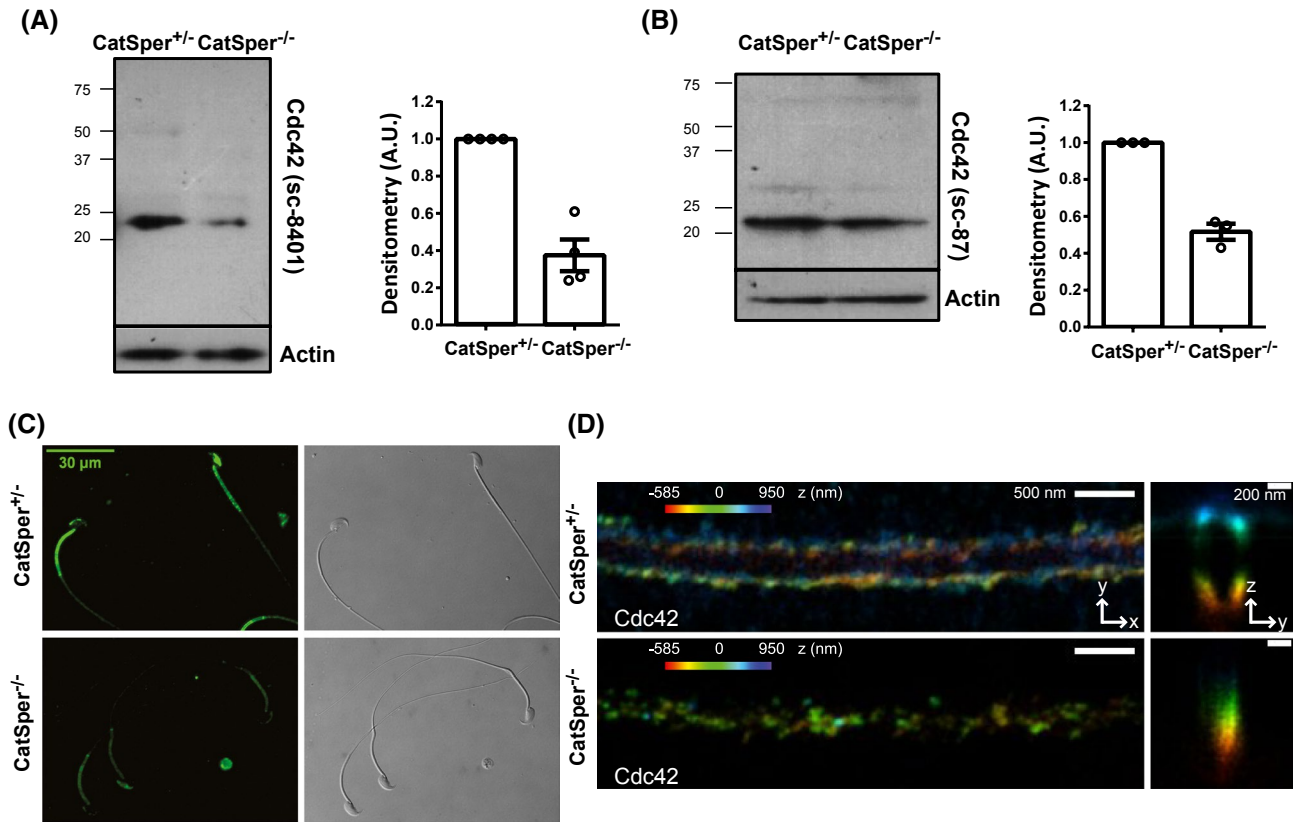 (A)
CatSper+/- CatSper-/-
75
50
37
25
20
Cdc42 (sc-8401)
Actin
Densitometry (A.U.)
1.2
1.0
0.8
0.6
0.4
0.2
0.0
CatSper+/- CatSper-/-
(B)
CatSper+/- CatSper-/-
75
50
37
25
20
Cdc42 (sc-87)
Actin
Densitometry (A.U.)
1.2
1.0
0.8
0.6
0.4
0.2
0.0
CatSper+/- CatSper-/-
(C)
30 µm
CatSper+/-
CatSper-/-
(D)
CatSper+/-
-585 0 950 z (nm)
500 nm
200 nm
Cdc42
y
x
z
y
CatSper-/-
-585 0 950 z (nm)
Cdc42